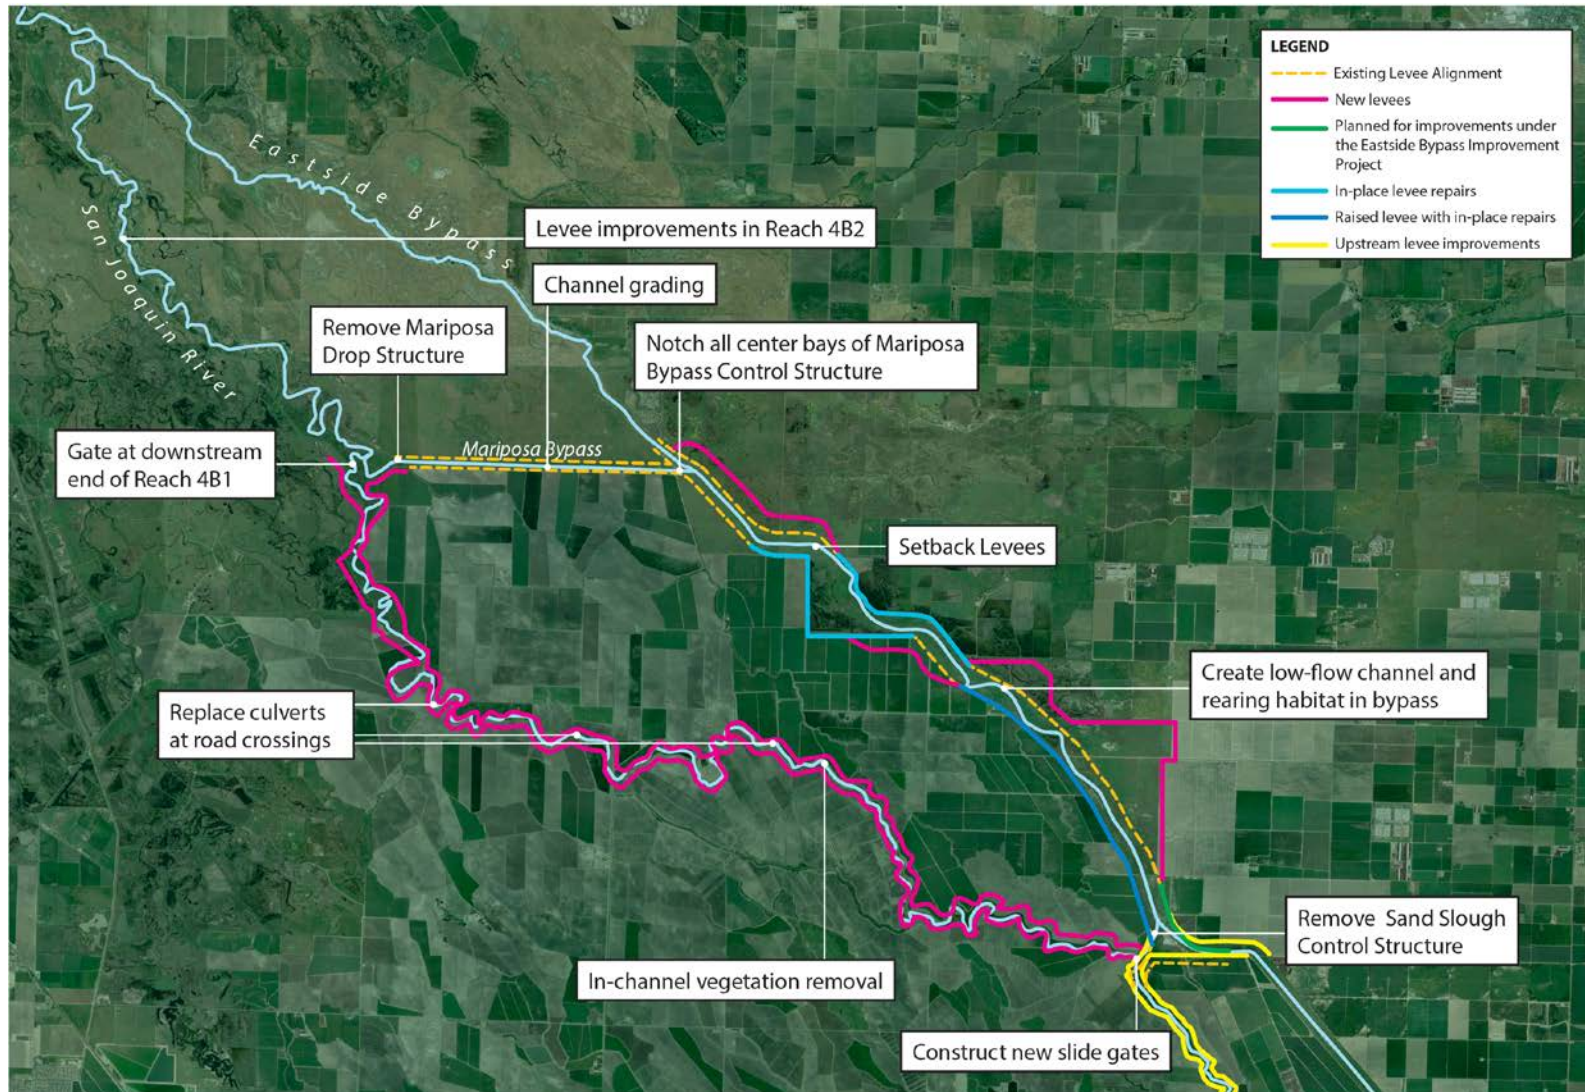 LEGEND
Existing Levee Alignment
New levees
Planned for improvements under
the Eastside Bypass Improvement
Project
In-place levee repairs
Raised levee with in-place repairs
Upstream levee improvements
Eastside Bypass
San Joaquin River
Levee improvements in Reach 4B2
Channel grading
Remove Mariposa
Drop Structure
Notch all center bays of Mariposa
Bypass Control Structure
Gate at downstream
end of Reach 4B1
Mariposa Bypass
Setback Levees
Create low-flow channel and
rearing habitat in bypass
Replace culverts
at road crossings
Remove Sand Slough
Control Structure
In-channel vegetation removal
Construct new slide gates